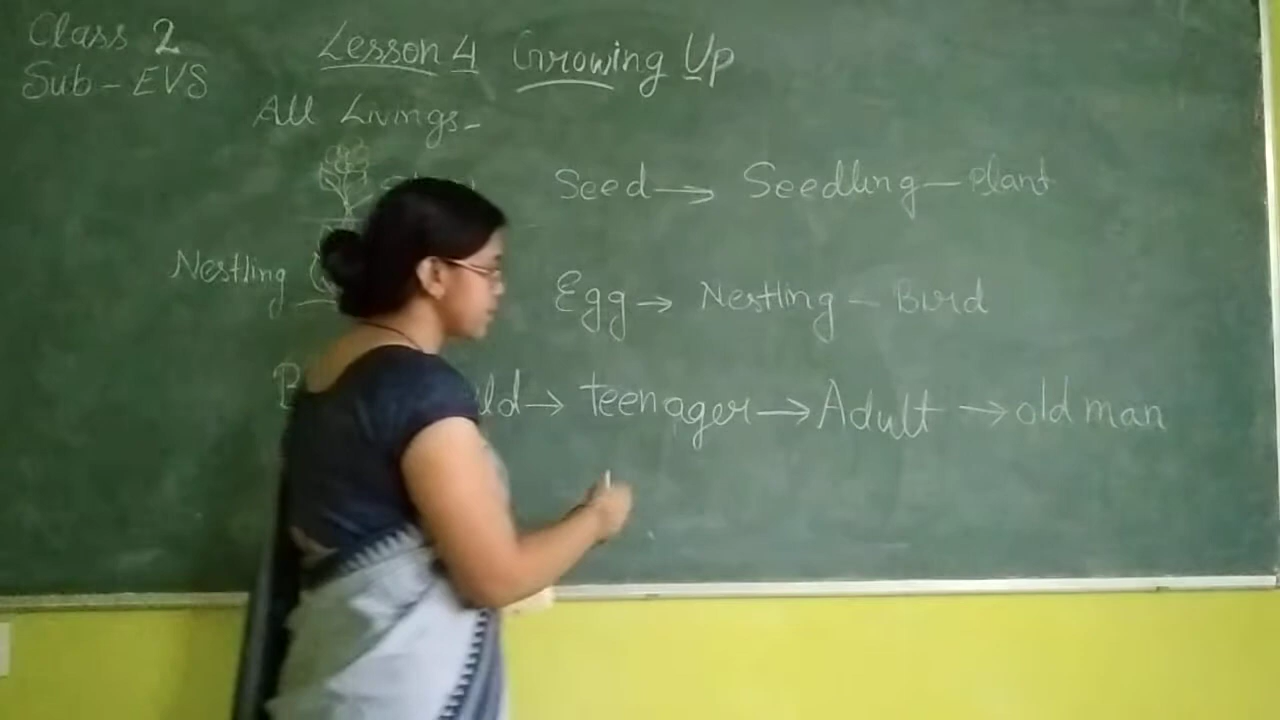 Class 2
Sub - EVS
Lesson 4 Growing Up
All Livings -
Seed → Seedling — Plant
Nestling
Egg → Nestling — Bird
→ teenager → Adult → old man